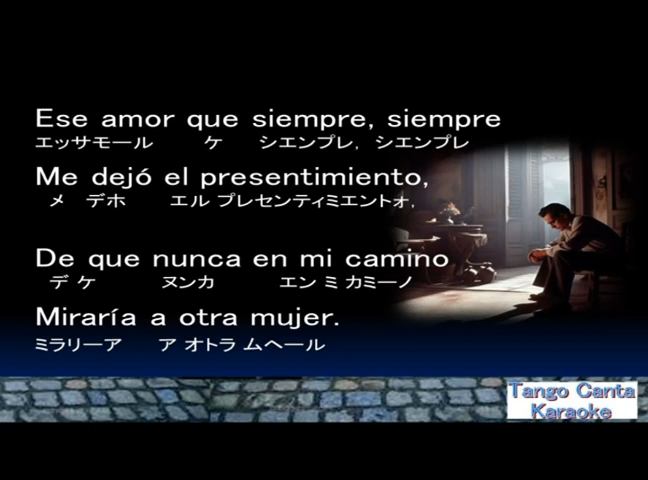 Ese amor que siempre, siempre
エッサモール ケ シエンプレ, シエンプレ
Me dejó el presentimiento,
メ デホ エル プレセンティミエントォ,
De que nunca en mi camino
デ ケ ヌンカ エン ミ カミーノ
Miraría a otra mujer.
ミラリーア ア オトラ ムヘール
Tango Canta
Karaoke